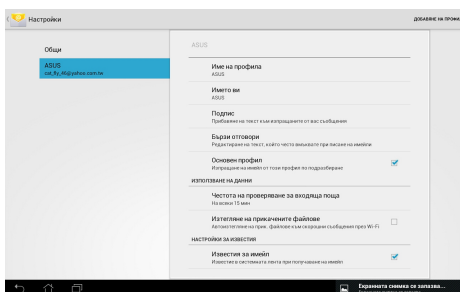 Настройки
ДОБАВЯНЕ НА ПРОФИ
Общи
ASUS
cat_fly_46@yahoo.com.tw
ASUS
Име на профила
ASUS
Името ви
ASUS
Подпис
Прибавяне на текст към изпращаните от вас съобщения
Бързи отговори
Редактиране на текст, който често вмъквате при писане на имейли
Основен профил
Изпращане на имейл от този профил по подразбиране
ИЗПОЛЗВАНЕ НА ДАННИ
Честота на проверяване за входяща поща
На всеки 15 мин
Изтегляне на прикачените файлове
Автоизтегляне на прик. файлове към скорошни съобщения през Wi-Fi
НАСТРОЙКИ ЗА ИЗВЕСТИЯ
Известия за имейл
Известие в системната лента при получаване на имейл
Екранната снимка се запазва...